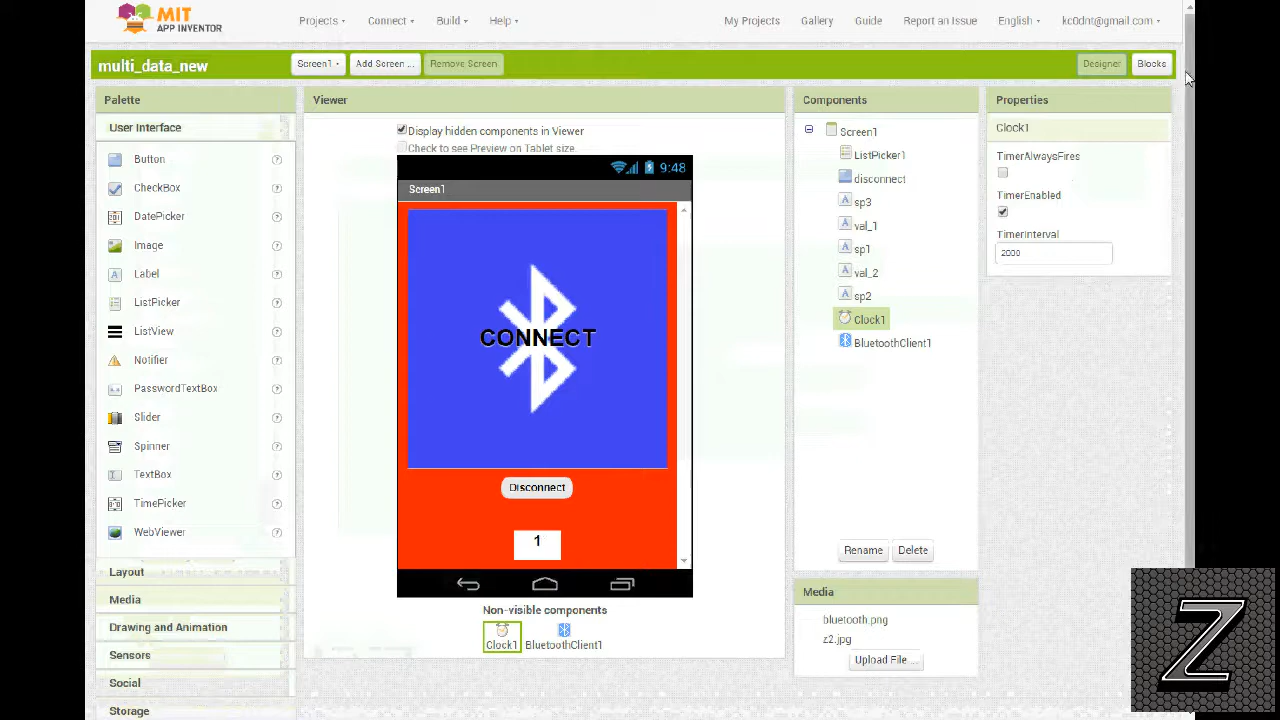 MIT
APP INVENTOR
Projects
Connect
Build
Help
My Projects
Gallery
Guide
Report an Issue
English
kc0dnt@gmail.com
multi_data_new
Screen1
Add Screen ...
Remove Screen
Designer
Blocks
Palette
User Interface
Button
CheckBox
DatePicker
Image
Label
ListPicker
ListView
Notifier
PasswordTextBox
Slider
Spinner
TextBox
TimePicker
WebViewer
Layout
Media
Drawing and Animation
Sensors
Social
Storage
Viewer
Display hidden components in Viewer
Check to see Preview on Tablet size.
9:48
Screen1
CONNECT
Disconnect
1
Non-visible components
Clock1
BluetoothClient1
Components
Screen1
ListPicker1
disconnect
sp3
val_1
sp1
val_2
sp2
Clock1
BluetoothClient1
Rename
Delete
Media
bluetooth.png
z2.jpg
Upload File ...
Properties
Clock1
TimerAlwaysFires
TimerEnabled
TimerInterval
2000
Z